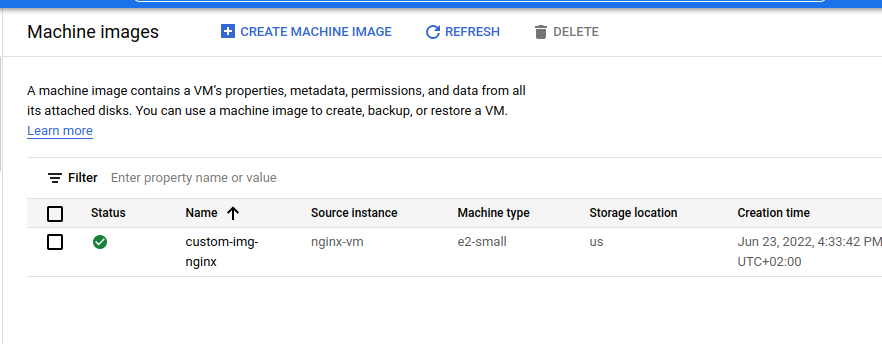 Machine images CREATE MACHINE IMAGE REFRESH DELETE
A machine image contains a VM's properties, metadata, permissions, and data from all
its attached disks. You can use a machine image to create, backup, or restore a VM.
Learn more
Filter Enter property name or value
Status Name Source instance Machine type Storage location Creation time
custom-img- nginx-vm e2-small us Jun 23, 2022, 4:33:42 PM
nginx UTC+02:00